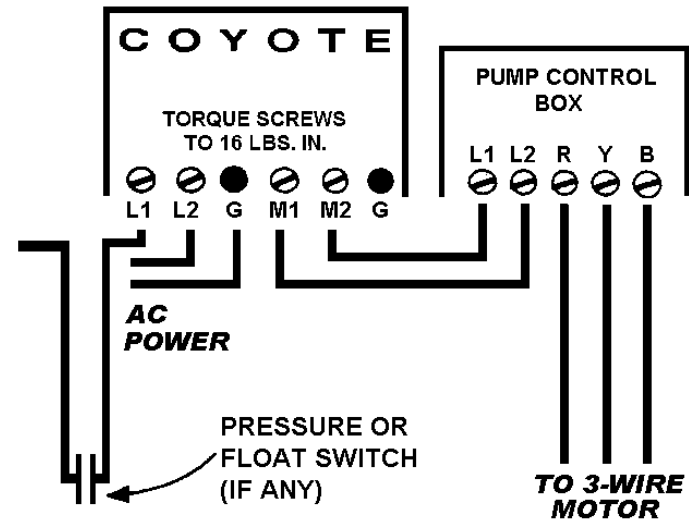 COYOTE
TORQUE SCREWS
TO 16 LBS. IN.
L1 L2 G M1 M2 G
PUMP CONTROL
BOX
L1 L2 R Y B
AC
POWER
PRESSURE OR
FLOAT SWITCH
(IF ANY)
TO 3-WIRE
MOTOR